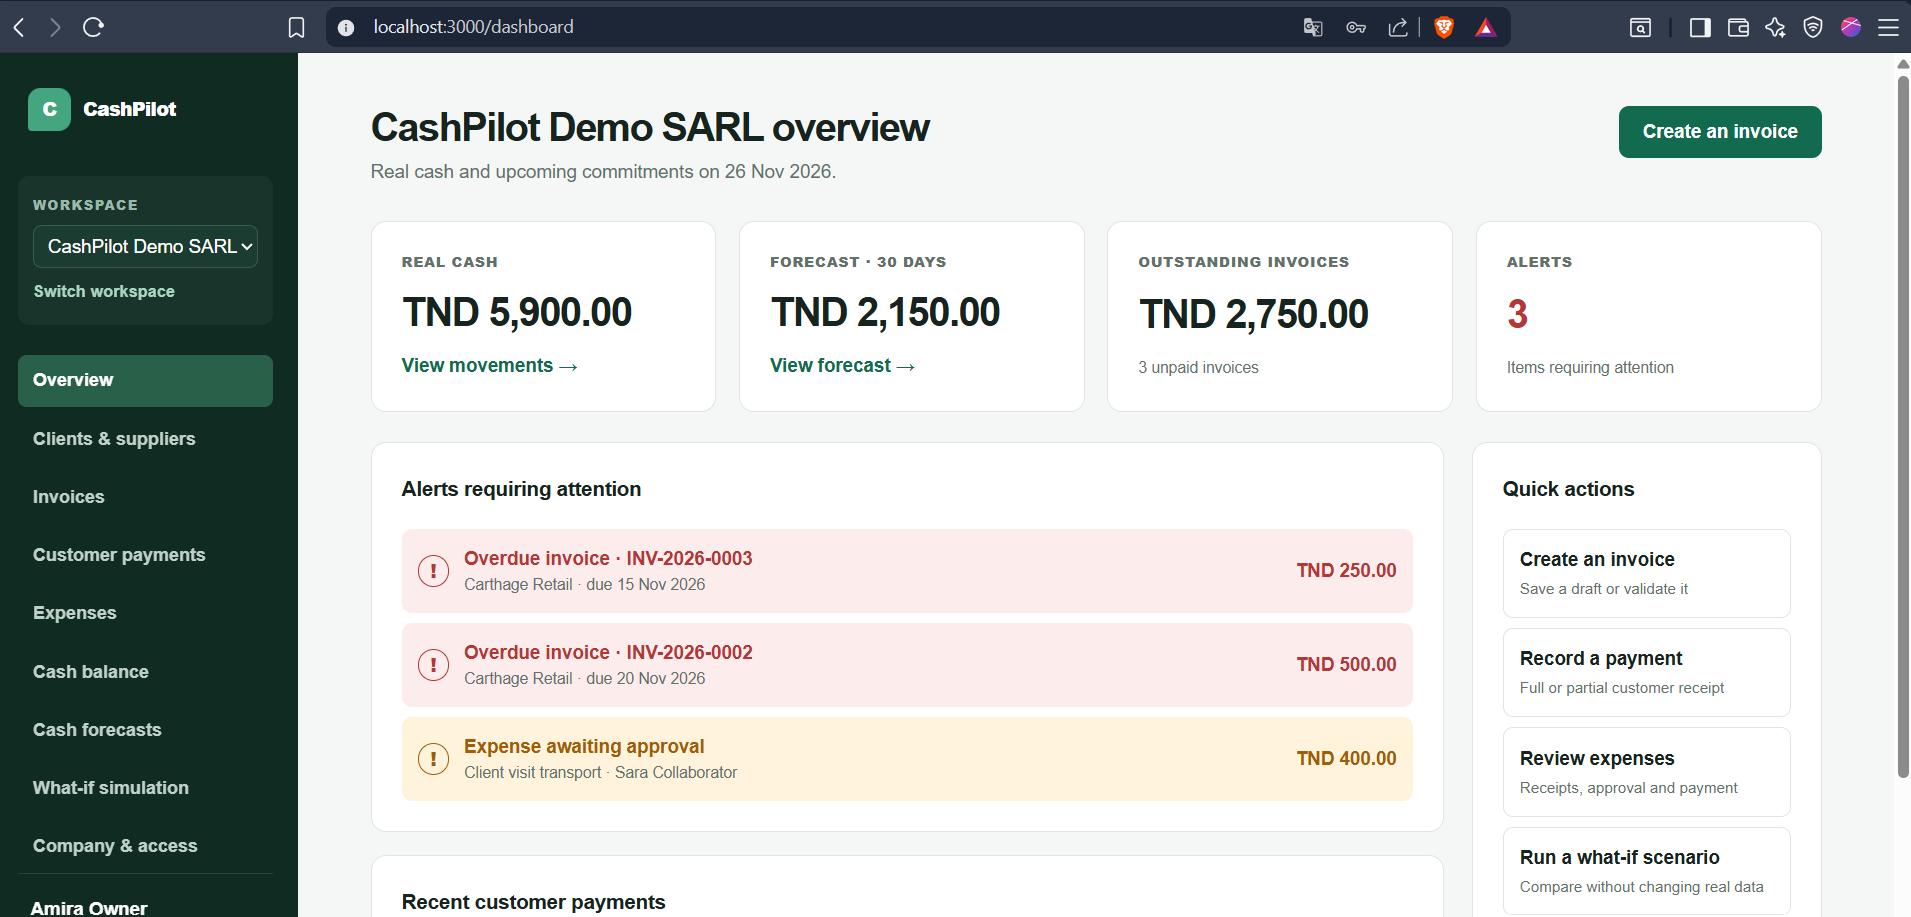 localhost:3000/dashboard
C CashPilot
WORKSPACE
CashPilot Demo SARL
Switch workspace
Overview
Clients & suppliers
Invoices
Customer payments
Expenses
Cash balance
Cash forecasts
What-if simulation
Company & access
Amira Owner
CashPilot Demo SARL overview
Real cash and upcoming commitments on 26 Nov 2026.
Create an invoice
REAL CASH
TND 5,900.00
View movements →
FORECAST · 30 DAYS
TND 2,150.00
View forecast →
OUTSTANDING INVOICES
TND 2,750.00
3 unpaid invoices
ALERTS
3
Items requiring attention
Alerts requiring attention
! Overdue invoice · INV-2026-0003
Carthage Retail · due 15 Nov 2026
TND 250.00
! Overdue invoice · INV-2026-0002
Carthage Retail · due 20 Nov 2026
TND 500.00
! Expense awaiting approval
Client visit transport · Sara Collaborator
TND 400.00
Recent customer payments
Quick actions
Create an invoice
Save a draft or validate it
Record a payment
Full or partial customer receipt
Review expenses
Receipts, approval and payment
Run a what-if scenario
Compare without changing real data